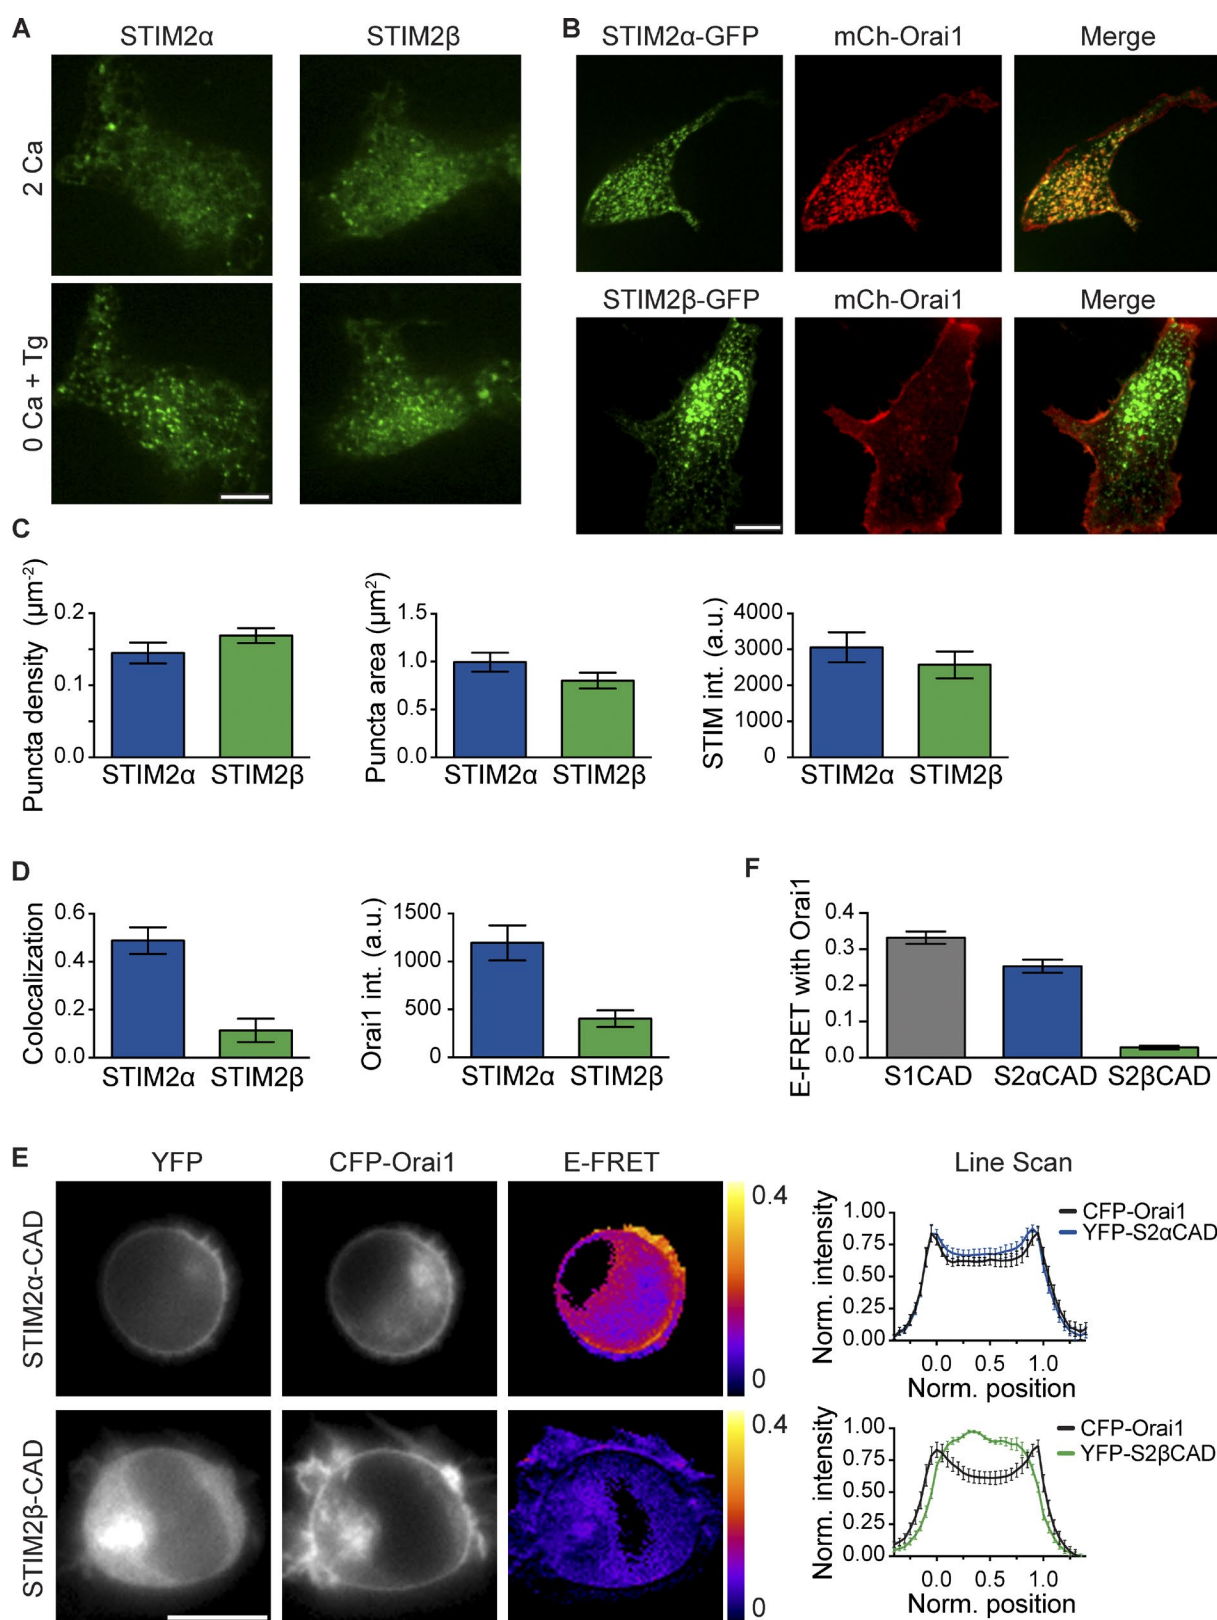 A
STIM2α
STIM2β
2 Ca
0 Ca + Tg
B
STIM2α-GFP
mCh-Orai1
Merge
STIM2β-GFP
mCh-Orai1
Merge
C
Puncta density (µm⁻²)
0.2
0.1
0.0
STIM2α
STIM2β
Puncta area (µm²)
1.5
1.0
0.5
0.0
STIM2α
STIM2β
STIM int. (a.u.)
4000
3000
2000
1000
0
STIM2α
STIM2β
D
Colocalization
0.6
0.4
0.2
0.0
STIM2α
STIM2β
Orai1 int. (a.u.)
1500
1000
500
0
STIM2α
STIM2β
F
E-FRET with Orai1
0.4
0.3
0.2
0.1
0.0
S1CAD
S2αCAD
S2βCAD
E
YFP
CFP-Orai1
E-FRET
Line Scan
STIM2α-CAD
0.4
0
Norm. intensity
1.00
0.75
0.50
0.25
0.00
CFP-Orai1
YFP-S2αCAD
0.0
0.5
1.0
Norm. position
STIM2β-CAD
0.4
0
Norm. intensity
1.00
0.75
0.50
0.25
0.00
CFP-Orai1
YFP-S2βCAD
0.0
0.5
1.0
Norm. position